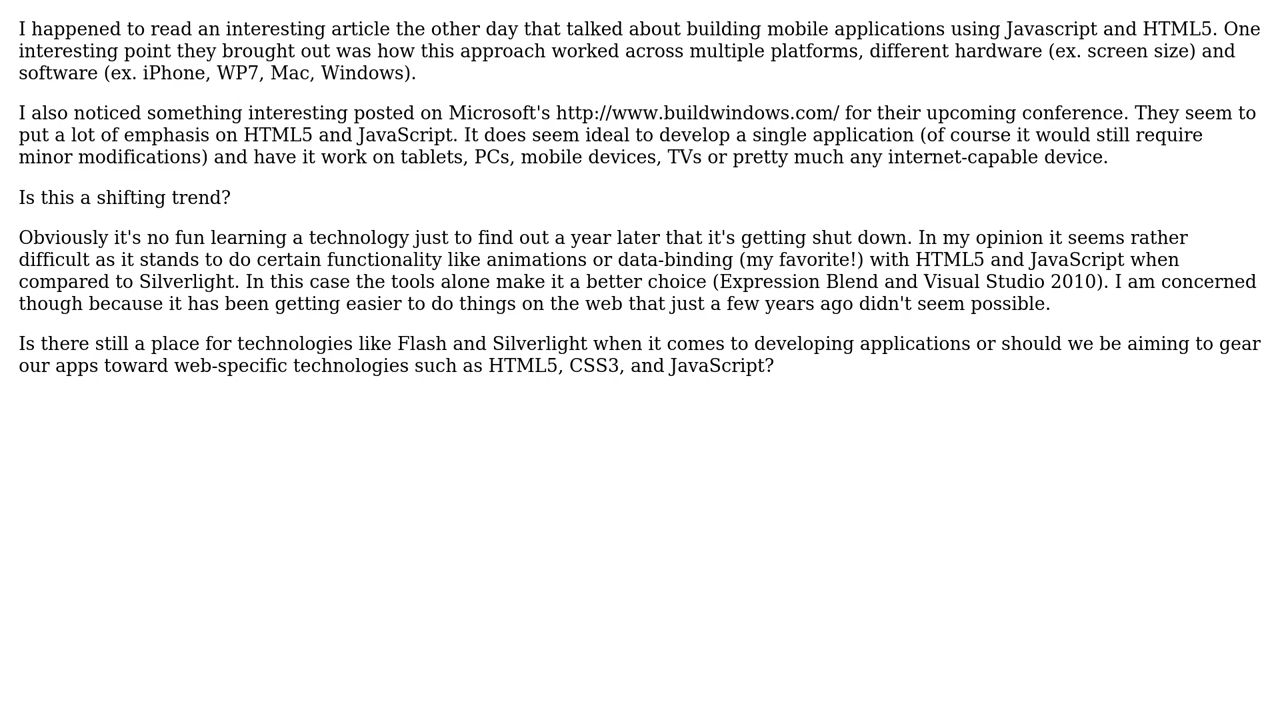 I happened to read an interesting article the other day that talked about building mobile applications using Javascript and HTML5. One
interesting point they brought out was how this approach worked across multiple platforms, different hardware (ex. screen size) and
software (ex. iPhone, WP7, Mac, Windows).
I also noticed something interesting posted on Microsoft's http://www.buildwindows.com/ for their upcoming conference. They seem to
put a lot of emphasis on HTML5 and JavaScript. It does seem ideal to develop a single application (of course it would still require
minor modifications) and have it work on tablets, PCs, mobile devices, TVs or pretty much any internet-capable device.
Is this a shifting trend?
Obviously it's no fun learning a technology just to find out a year later that it's getting shut down. In my opinion it seems rather
difficult as it stands to do certain functionality like animations or data-binding (my favorite!) with HTML5 and JavaScript when
compared to Silverlight. In this case the tools alone make it a better choice (Expression Blend and Visual Studio 2010). I am concerned
though because it has been getting easier to do things on the web that just a few years ago didn't seem possible.
Is there still a place for technologies like Flash and Silverlight when it comes to developing applications or should we be aiming to gear
our apps toward web-specific technologies such as HTML5, CSS3, and JavaScript?